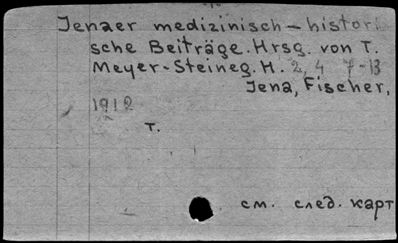 Jenaer medizinisch-histori
sche Beiträge. Hrsg. von T.
Meyer-Steineg. H. 2, 4 7-13
Jena, Fischer,
1912
т.
см. след. карт